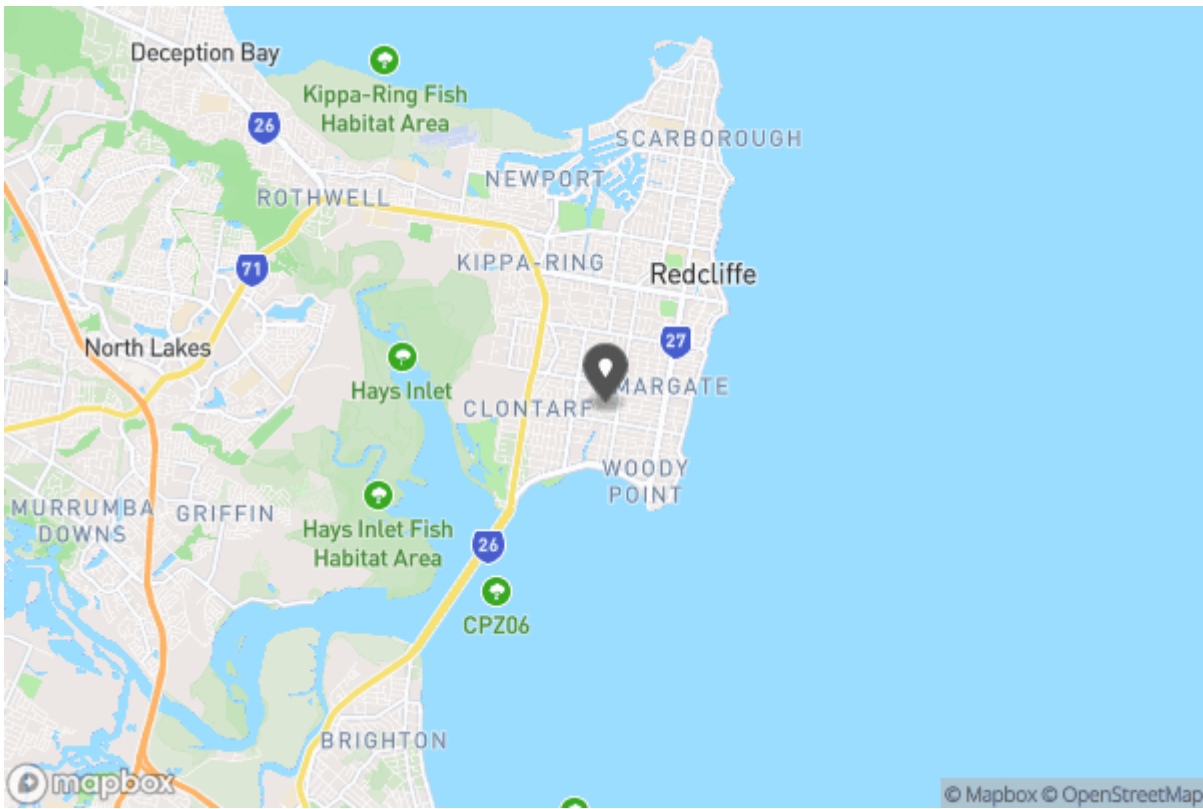 Deception Bay
Kippa-Ring Fish
Habitat Area
26
SCARBOROUGH
NEWPORT
ROTHWELL
71
KIPPA-RING
Redcliffe
North Lakes
27
Hays Inlet
MARGATE
CLONTARF
WOODY
POINT
MURRUMBA
DOWNS
GRIFFIN
Hays Inlet Fish
Habitat Area
26
CPZ06
BRIGHTON
mapbox
© Mapbox © OpenStreetMap